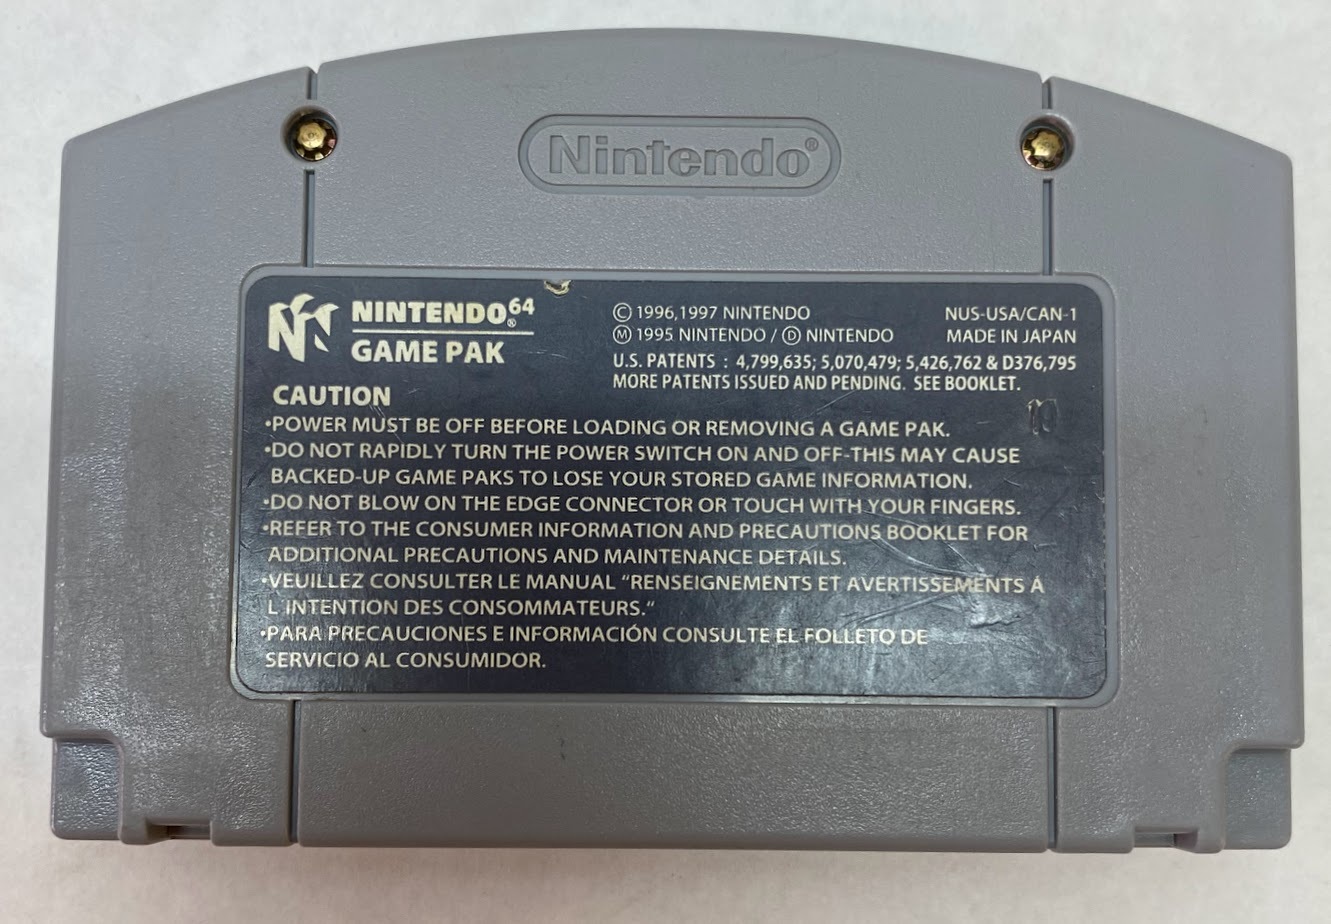 Nintendo®
NINTENDO64®
GAME PAK
© 1996,1997 NINTENDO
Ⓜ 1995 NINTENDO / Ⓓ NINTENDO
NUS-USA/CAN-1
MADE IN JAPAN
U.S. PATENTS : 4,799,635; 5,070,479; 5,426,762 & D376,795
MORE PATENTS ISSUED AND PENDING. SEE BOOKLET.
10
CAUTION
•POWER MUST BE OFF BEFORE LOADING OR REMOVING A GAME PAK.
•DO NOT RAPIDLY TURN THE POWER SWITCH ON AND OFF-THIS MAY CAUSE
BACKED-UP GAME PAKS TO LOSE YOUR STORED GAME INFORMATION.
•DO NOT BLOW ON THE EDGE CONNECTOR OR TOUCH WITH YOUR FINGERS.
•REFER TO THE CONSUMER INFORMATION AND PRECAUTIONS BOOKLET FOR
ADDITIONAL PRECAUTIONS AND MAINTENANCE DETAILS.
•VEUILLEZ CONSULTER LE MANUAL “RENSEIGNEMENTS ET AVERTISSEMENTS Á
L'INTENTION DES CONSOMMATEURS.“
•PARA PRECAUCIONES E INFORMACIÓN CONSULTE EL FOLLETO DE
SERVICIO AL CONSUMIDOR.